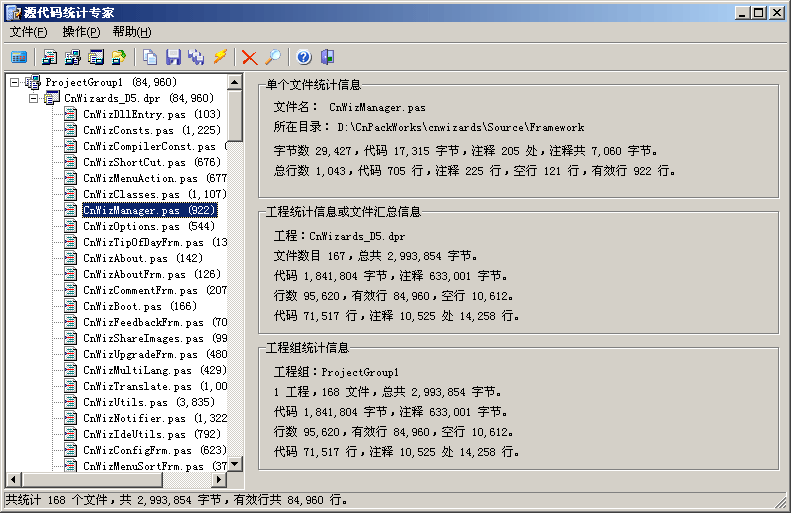 源代码统计专家
文件(F) 操作(P) 帮助(H)
ProjectGroup1 (84,960)
CnWizards_D5.dpr (84,960)
CnWizDllEntry.pas (103)
CnWizConsts.pas (1,225)
CnWizCompilerConst.pas (
CnWizShortCut.pas (676)
CnWizMenuAction.pas (677
CnWizClasses.pas (1,107)
CnWizManager.pas (922)
CnWizOptions.pas (544)
CnWizTipOfDayFrm.pas (13
CnWizAbout.pas (142)
CnWizAboutFrm.pas (126)
CnWizCommentFrm.pas (207
CnWizBoot.pas (166)
CnWizFeedbackFrm.pas (70
CnWizShareImages.pas (99
CnWizUpgradeFrm.pas (480
CnWizMultiLang.pas (429)
CnWizTranslate.pas (1,00
CnWizUtils.pas (3,835)
CnWizNotifier.pas (1,322
CnWizIdeUtils.pas (792)
CnWizConfigFrm.pas (623)
CnWizMenuSortFrm.pas (37
单个文件统计信息
文件名： CnWizManager.pas
所在目录： D:\CnPackWorks\cnwizards\Source\Framework
字节数 29,427，代码 17,315 字节，注释 205 处，注释共 7,060 字节。
总行数 1,043，代码 705 行，注释 225 行，空行 121 行，有效行 922 行。
工程统计信息或文件汇总信息
工程：CnWizards_D5.dpr
文件数目 167，总共 2,993,854 字节。
代码 1,841,804 字节，注释 633,001 字节。
行数 95,620，有效行 84,960，空行 10,612。
代码 71,517 行，注释 10,525 处 14,258 行。
工程组统计信息
工程组：ProjectGroup1
1 工程，168 文件，总共 2,993,854 字节。
代码 1,841,804 字节，注释 633,001 字节。
行数 95,620，有效行 84,960，空行 10,612。
代码 71,517 行，注释 10,525 处 14,258 行。
共统计 168 个文件，共 2,993,854 字节，有效行共 84,960 行。